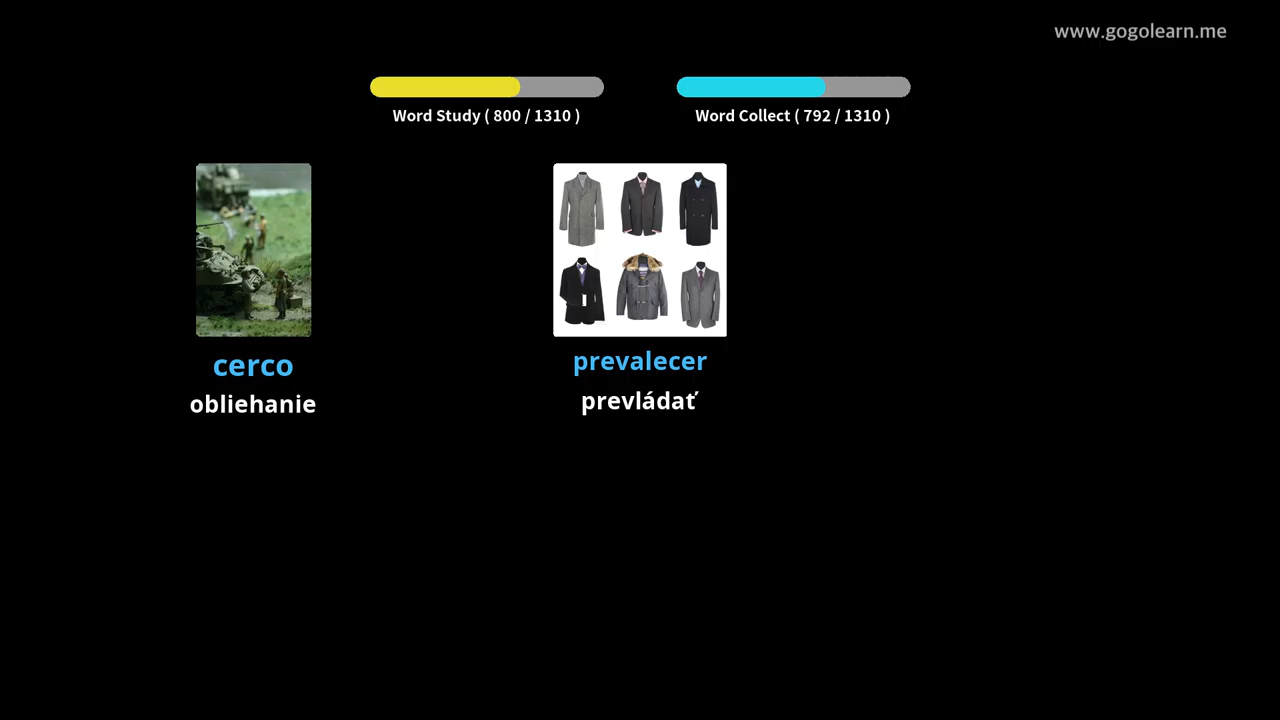 www.gogolearn.me
Word Study ( 800 / 1310 )
Word Collect ( 792 / 1310 )
cerco
obliehanie
prevalecer
prevládať